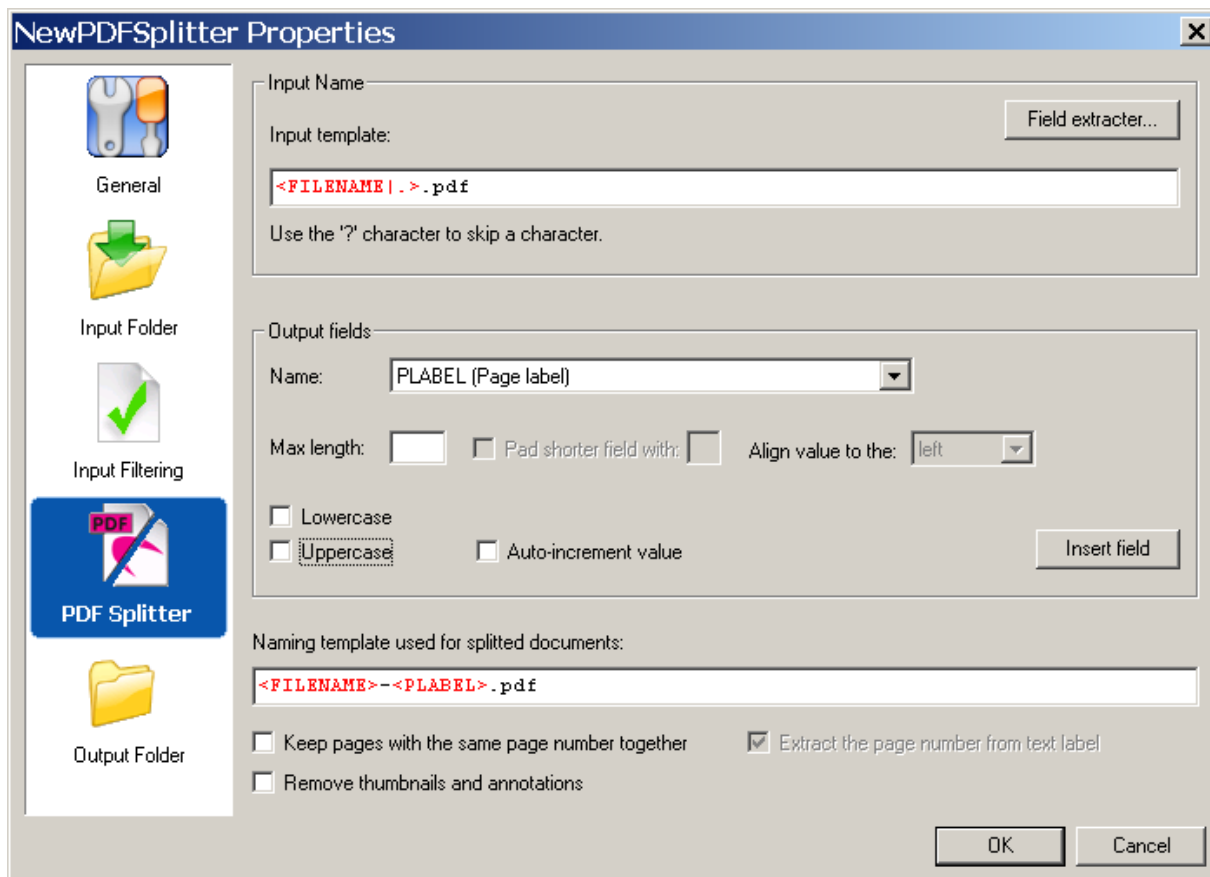 NewPDFSplitter Properties
General
Input Folder
Input Filtering
PDF
PDF Splitter
Output Folder
Input Name
Field extracter...
Input template:
<FILENAME|.>.pdf
Use the '?' character to skip a character.
Output fields
Name: PLABEL (Page label)
Max length: Pad shorter field with: Align value to the: left
Lowercase
Uppercase Auto-increment value Insert field
Naming template used for splitted documents:
<FILENAME>-<PLABEL>.pdf
Keep pages with the same page number together Extract the page number from text label
Remove thumbnails and annotations
OK Cancel